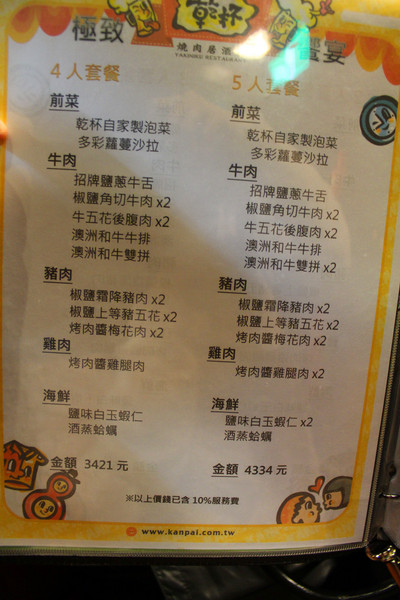 極致
乾杯
饗宴
燒肉居酒
YAKINIKU RESTAURANT
4人套餐
前菜
乾杯自家製泡菜
多彩蘿蔓沙拉
牛肉
招牌鹽蔥牛舌
椒鹽角切牛肉 x2
牛五花後腹肉 x2
澳洲和牛牛排
澳洲和牛雙拼
豬肉
椒鹽霜降豬肉 x2
椒鹽上等豬五花 x2
烤肉醬梅花肉 x2
雞肉
烤肉醬雞腿肉
海鮮
鹽味白玉蝦仁
酒蒸蛤蠣
金額 3421 元
5人套餐
前菜
乾杯自家製泡菜
多彩蘿蔓沙拉
牛肉
招牌鹽蔥牛舌
椒鹽角切牛肉 x2
牛五花後腹肉 x2
澳洲和牛牛排
澳洲和牛雙拼 x2
豬肉
椒鹽霜降豬肉 x2
椒鹽上等豬五花 x2
烤肉醬梅花肉 x2
雞肉
烤肉醬雞腿肉 x2
海鮮
鹽味白玉蝦仁 x2
酒蒸蛤蠣
金額 4334 元
※以上價錢已含 10%服務費
www.kanpai.com.tw